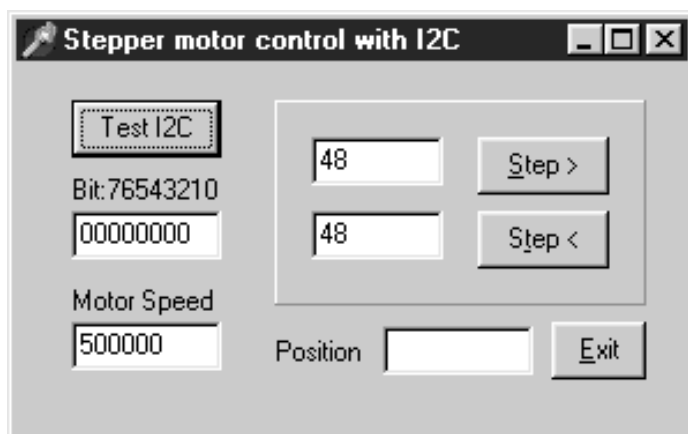 Stepper motor control with I2C
Test I2C
Bit:76543210
00000000
Motor Speed
500000
48
Step >
48
Step <
Position
Exit